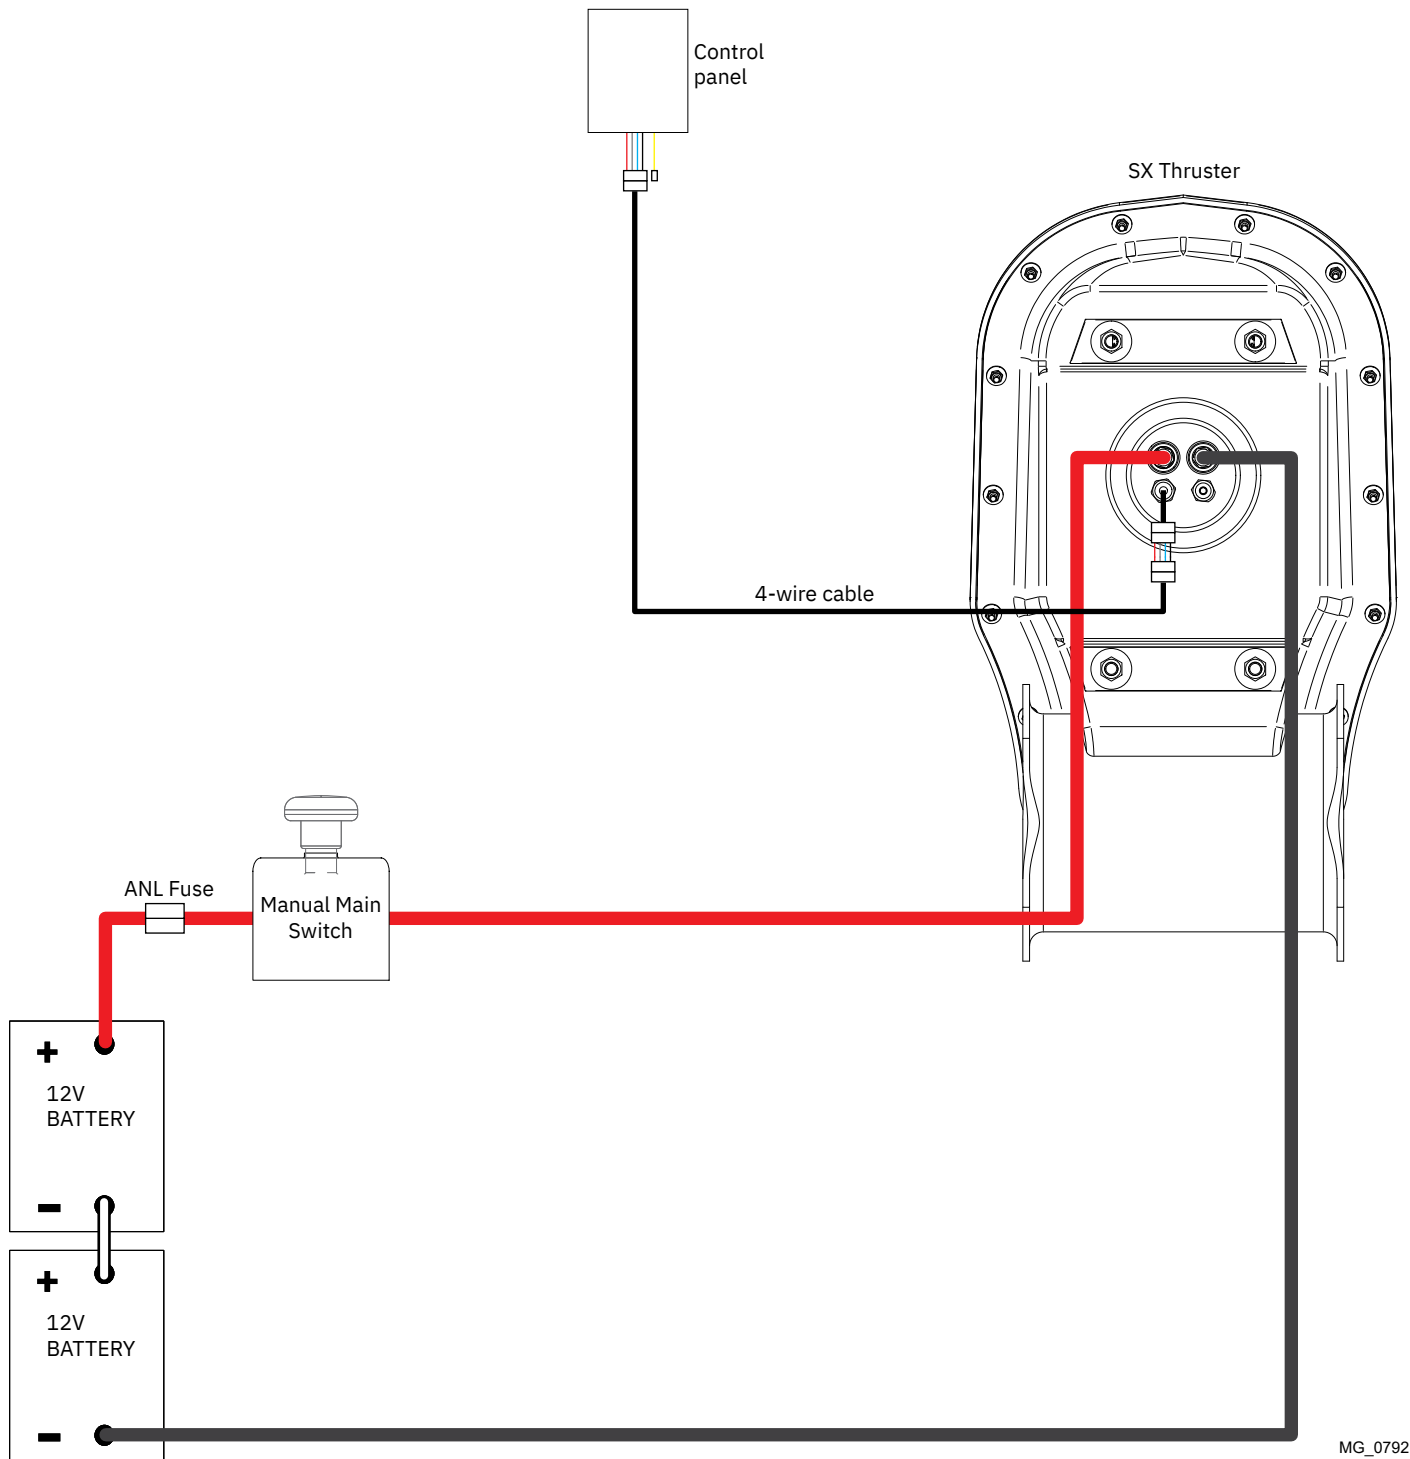 Control
panel
SX Thruster
4-wire cable
ANL Fuse
Manual Main
Switch
+
12V
BATTERY
-
+
12V
BATTERY
-
MG_0792